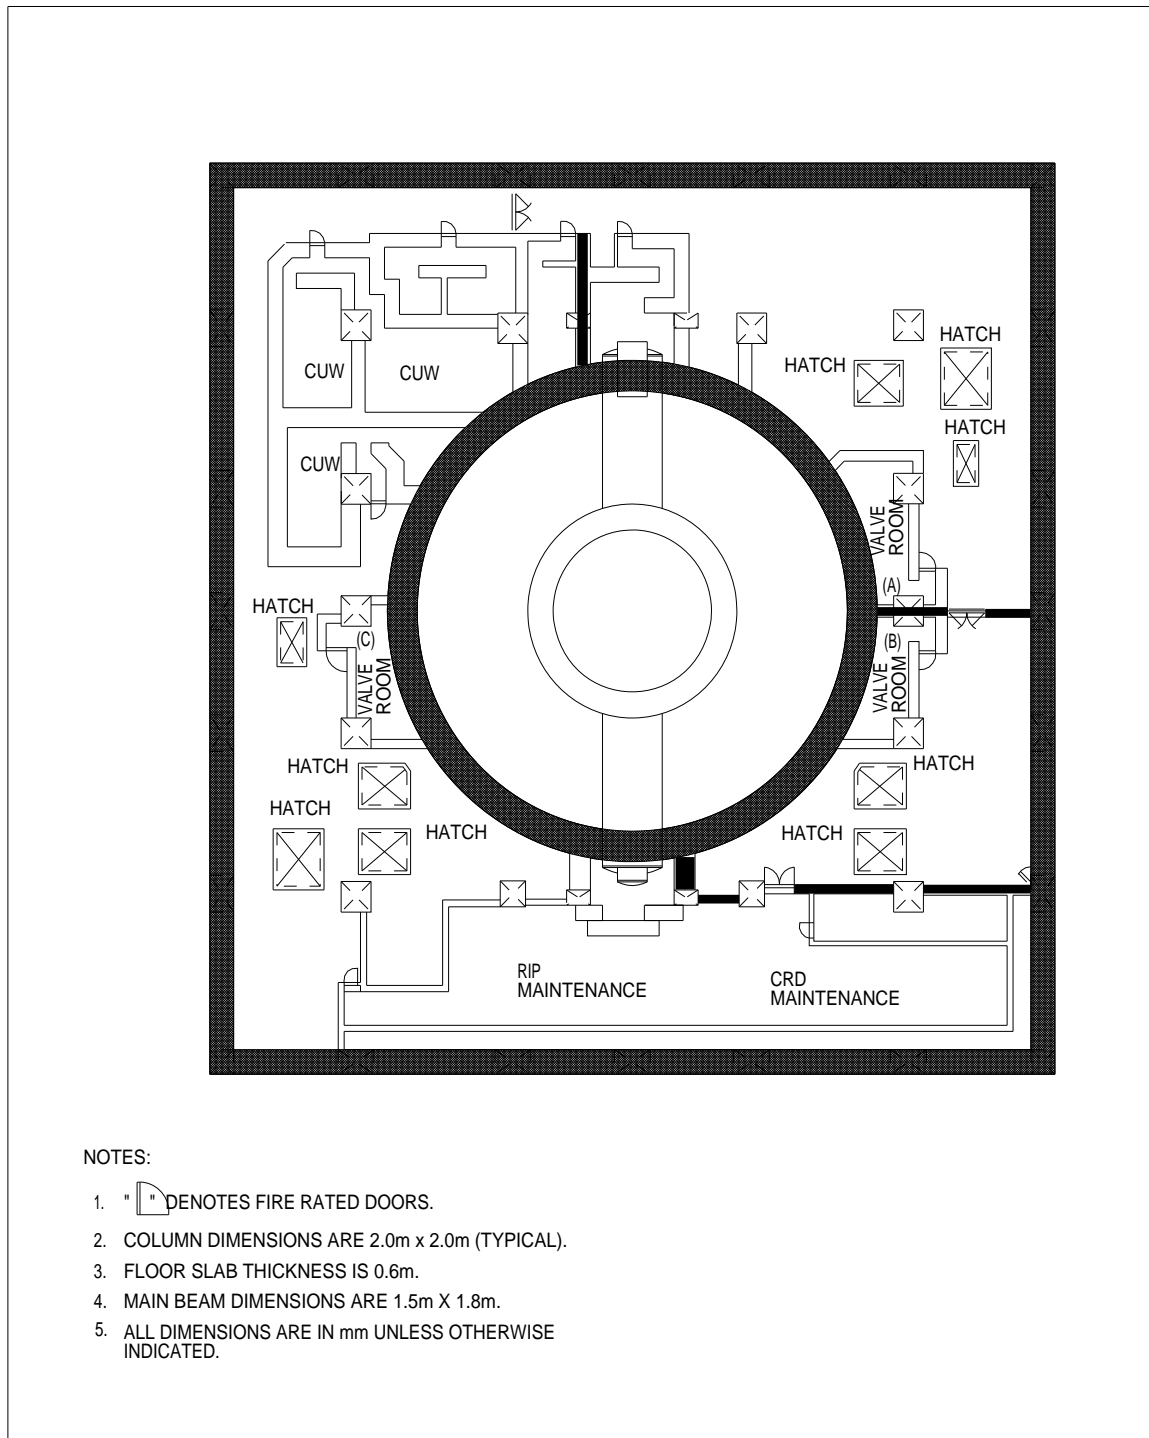 HATCH
HATCH
CUW
CUW
HATCH
CUW
VALVE
ROOM
(A)
HATCH
(C)
(B)
VALVE
ROOM
VALVE
ROOM
HATCH
HATCH
HATCH
HATCH
HATCH
RIP
MAINTENANCE
CRD
MAINTENANCE
NOTES:
1. " " DENOTES FIRE RATED DOORS.
2. COLUMN DIMENSIONS ARE 2.0m x 2.0m (TYPICAL).
3. FLOOR SLAB THICKNESS IS 0.6m.
4. MAIN BEAM DIMENSIONS ARE 1.5m X 1.8m.
5. ALL DIMENSIONS ARE IN mm UNLESS OTHERWISE
INDICATED.